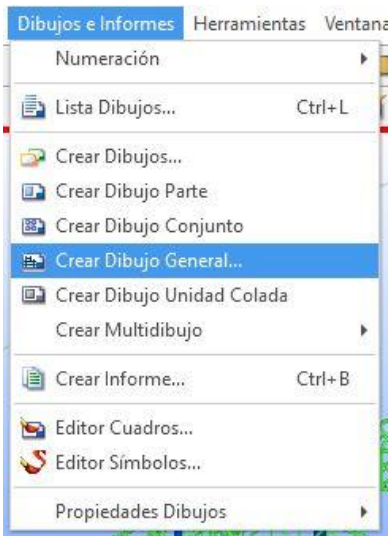 Dibujos e Informes Herramientas
Numeración
Lista Dibujos... Ctrl+L
Crear Dibujos...
Crear Dibujo Parte
Crear Dibujo Conjunto
Crear Dibujo General...
Crear Dibujo Unidad Colada
Crear Multidibujo
Crear Informe... Ctrl+B
Editor Cuadros...
Editor Símbolos...
Propiedades Dibujos